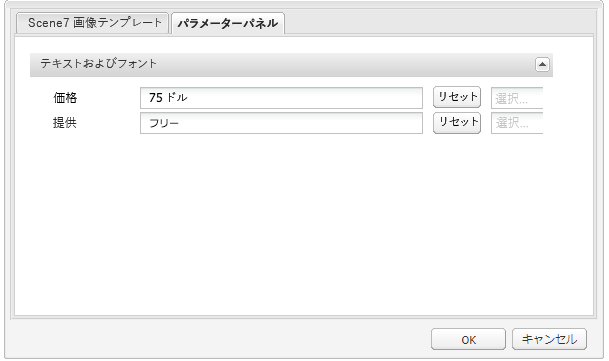 Scene7 画像テンプレート パラメーターパネル
テキストおよびフォント
価格 75 ドル リセット 選択...
提供 フリー リセット 選択...
OK キャンセル